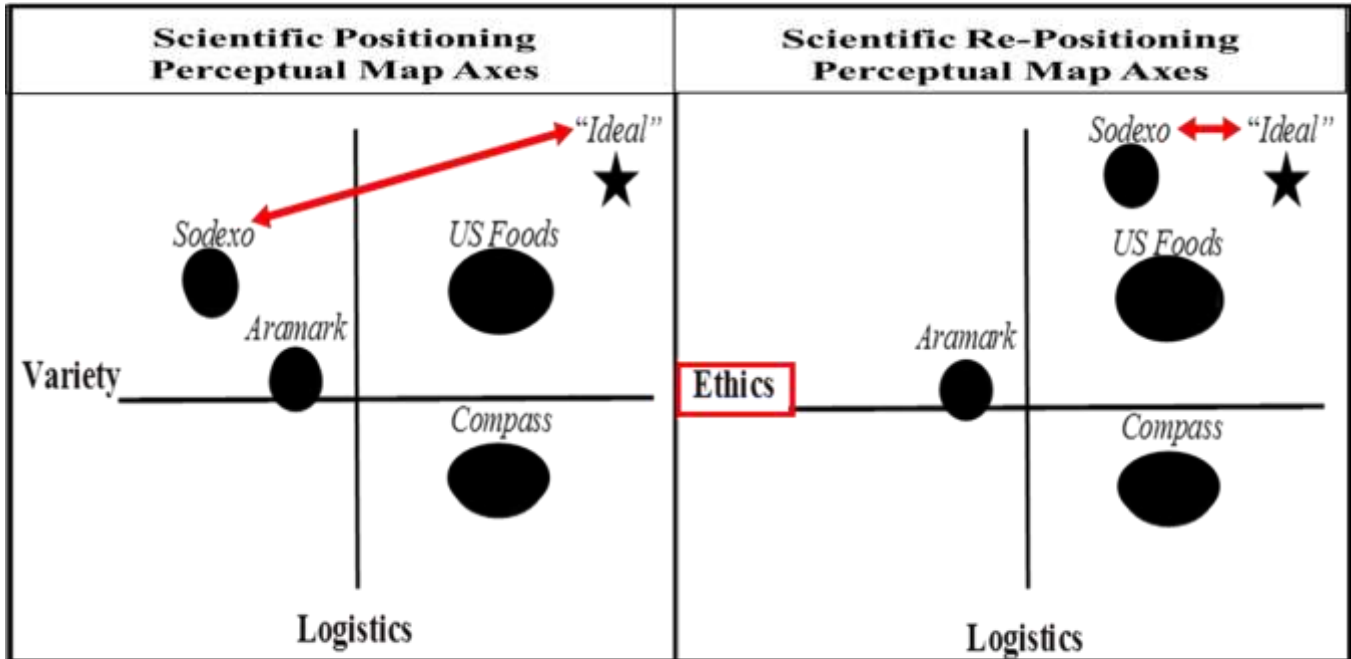 Scientific Positioning
Perceptual Map Axes
“Ideal”
Sodexo
US Foods
Aramark
Variety
Compass
Logistics
Scientific Re-Positioning
Perceptual Map Axes
Sodexo
“Ideal”
US Foods
Aramark
Ethics
Compass
Logistics